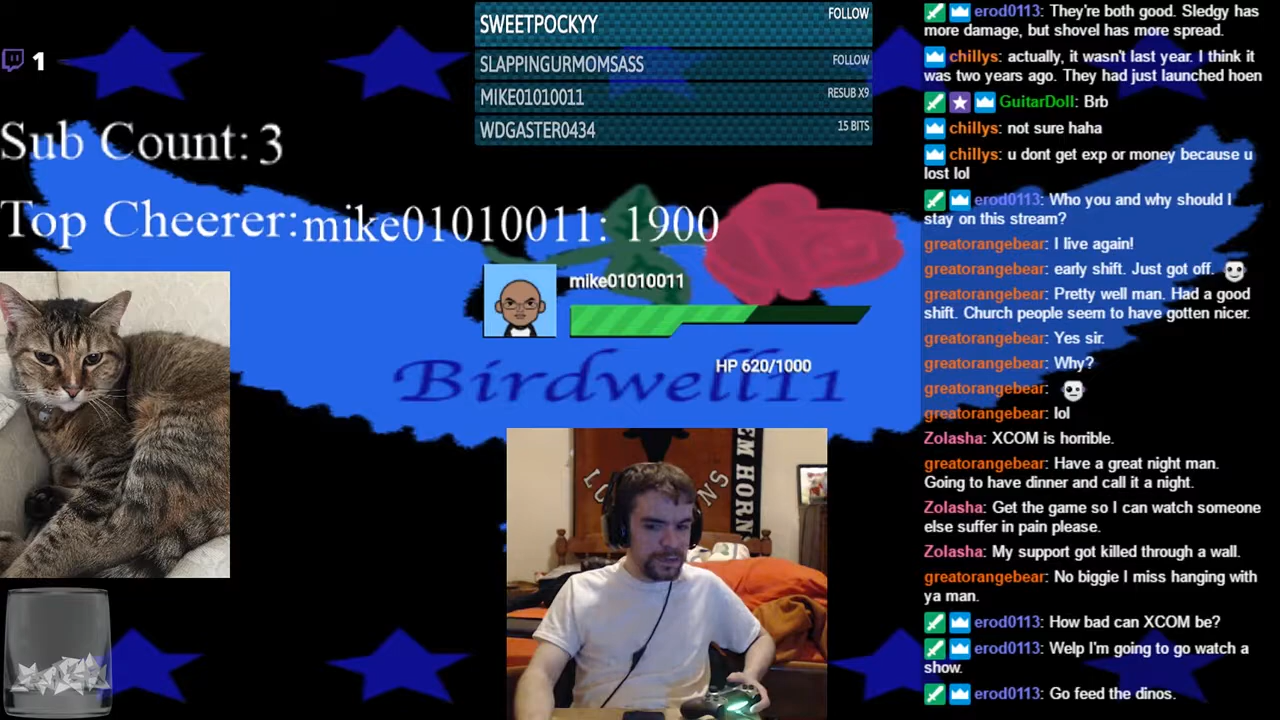 1
Sub Count: 3
Top Cheerer: mike01010011: 1900
SWEETPOCKYY FOLLOW
SLAPPINGURMOMSASS FOLLOW
MIKE01010011 RESUB X9
WDGASTER0434 15 BITS
mike01010011
HP 620/1000
Birdwell11
EM HORN
erod0113: They're both good. Sledgy has
more damage, but shovel has more spread.
chillys: actually, it wasn't last year. I think it
was two years ago. They had just launched hoen
GuitarDoll: Brb
chillys: not sure haha
chillys: u dont get exp or money because u
lost lol
erod0113: Who you and why should I
stay on this stream?
greatorangebear: I live again!
greatorangebear: early shift. Just got off.
greatorangebear: Pretty well man. Had a good
shift. Church people seem to have gotten nicer.
greatorangebear: Yes sir.
greatorangebear: Why?
greatorangebear:
greatorangebear: lol
Zolasha: XCOM is horrible.
greatorangebear: Have a great night man.
Going to have dinner and call it a night.
Zolasha: Get the game so I can watch someone
else suffer in pain please.
Zolasha: My support got killed through a wall.
greatorangebear: No biggie I miss hanging with
ya man.
erod0113: How bad can XCOM be?
erod0113: Welp I'm going to go watch a
show.
erod0113: Go feed the dinos.